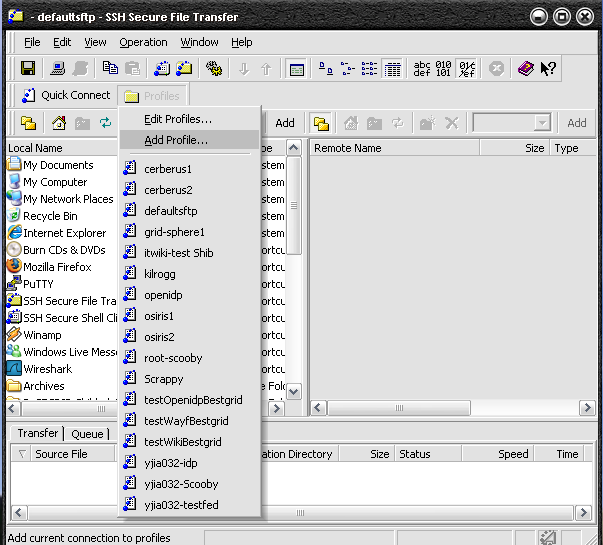 - defaultsftp - SSH Secure File Transfer
File Edit View Operation Window Help
abc 010 01¢
def 101 ¥ef
Quick Connect Profiles
Add Add
Edit Profiles...
Add Profile...
cerberus1
cerberus2
defaultsftp
grid-sphere1
itwiki-test Shib
kilrogg
openidp
osiris1
osiris2
root-scooby
Scrappy
testOpenidpBestgrid
testWayfBestgrid
testWikiBestgrid
yjia032-idp
yjia032-Scooby
yjia032-testfed
Local Name pe
My Documents stem
My Computer stem
My Network Places stem
Recycle Bin stem
Internet Explorer stem
Burn CDs & DVDs ortcu
Mozilla Firefox ortcu
PuTTY ortcu
SSH Secure File Tra ortcu
SSH Secure Shell Cli ortcu
Winamp ortcu
Windows Live Mess ortcu
Wireshark ortcu
Archives e Fold
Remote Name Size Type
Transfer Queue
Source File ation Directory Size Status Speed Time
Add current connection to profiles